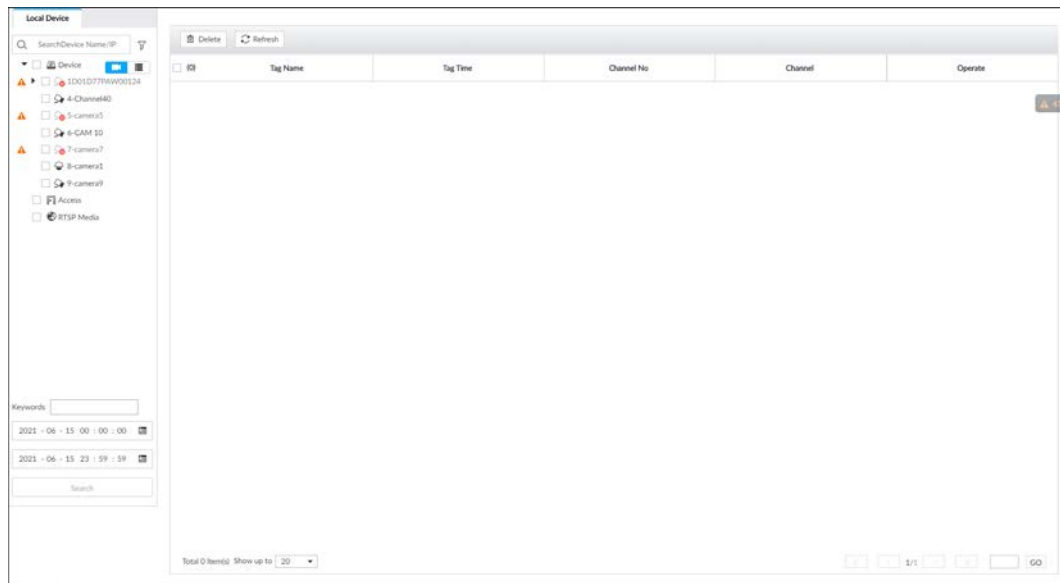 Local Device
SearchDevice Name/IP
Device
1D01D77PAW00124
4-Channel40
5-camera5
6-CAM 10
7-camera7
8-camera1
9-camera9
Access
RTSP Media
Keywords
2021 - 06 - 15 00 : 00 : 00
2021 - 06 - 15 23 : 59 : 59
Search
Delete Refresh
(0) Tag Name Tag Time Channel No Channel Operate
Total 0 Item(s) Show up to 20
1/1 GO